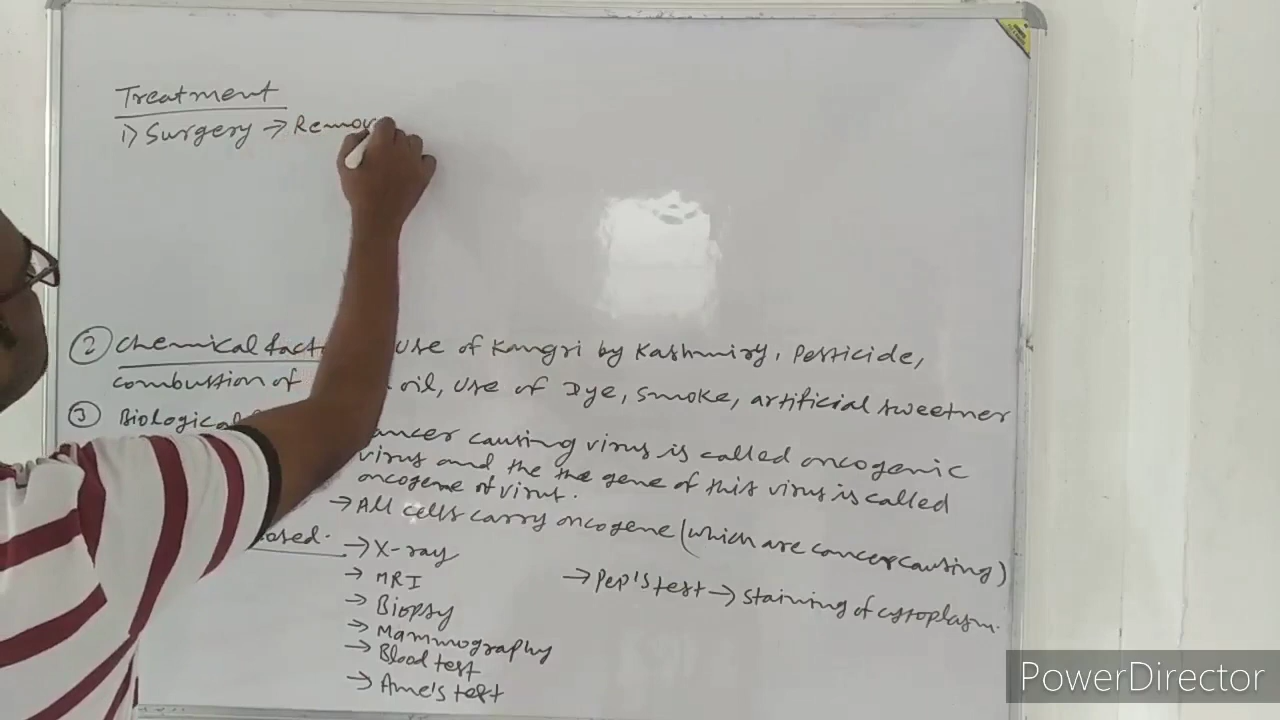 Treatment
1) Surgery → Remov
② Chemical fact use of Kangri by Kashmiry, Pesticide,
combustion of oil, use of Dye, smoke, artificial sweetner
③ Biological
ancer causing virus is called oncogenic
virus and the the gene of this virus is called
oncogene of virus.
→ All cells carry oncogene (which are cancer causing)
osed.
→ X-ray
→ MRI
→ Biopsy
→ Mammography
→ Blood test
→ Ame's test
→ Pep's test → staining of cytoplasm.
PowerDirector